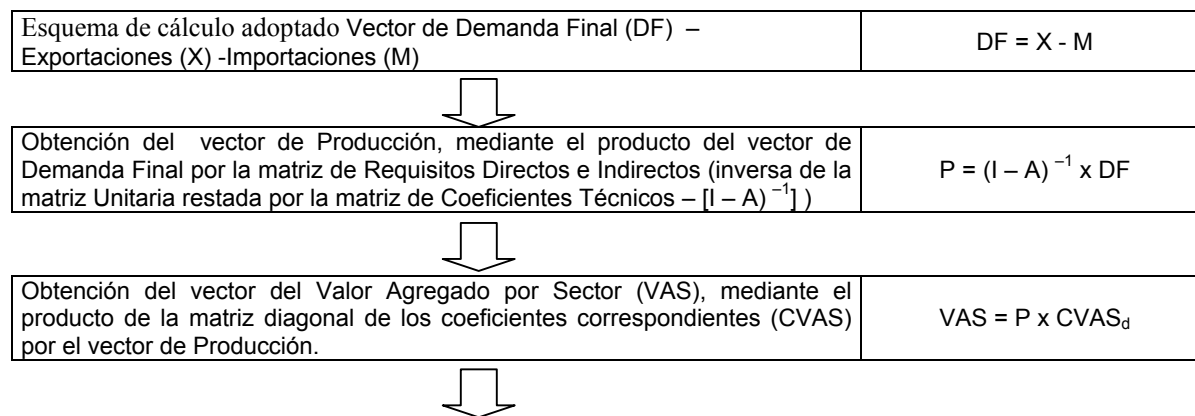 Esquema de cálculo adoptado Vector de Demanda Final (DF) –
Exportaciones (X) -Importaciones (M)
DF = X - M
Obtención del vector de Producción, mediante el producto del vector de
Demanda Final por la matriz de Requisitos Directos e Indirectos (inversa de la
matriz Unitaria restada por la matriz de Coeficientes Técnicos – [I – A) ⁻¹] )
P = (I – A) ⁻¹ x DF
Obtención del vector del Valor Agregado por Sector (VAS), mediante el
producto de la matriz diagonal de los coeficientes correspondientes (CVAS)
por el vector de Producción.
VAS = P x CVASd